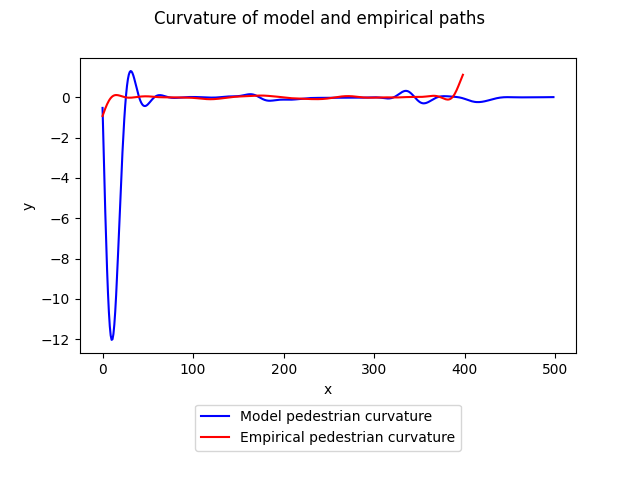 Curvature of model and empirical paths
0
−2
−4
−6
−8
−10
−12
y
0 100 200 300 400 500
x
Model pedestrian curvature
Empirical pedestrian curvature